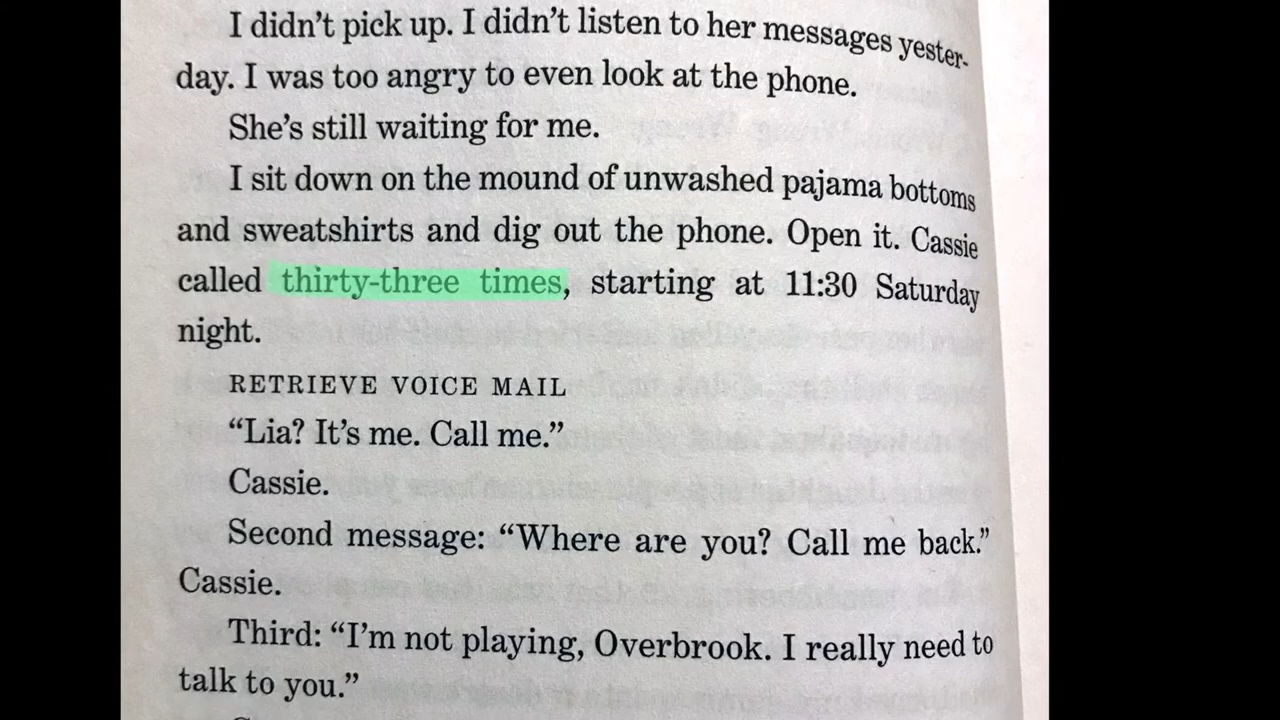 I didn’t pick up. I didn’t listen to her messages yester-
day. I was too angry to even look at the phone.
She’s still waiting for me.
I sit down on the mound of unwashed pajama bottoms
and sweatshirts and dig out the phone. Open it. Cassie
called thirty-three times, starting at 11:30 Saturday
night.
RETRIEVE VOICE MAIL
“Lia? It’s me. Call me.”
Cassie.
Second message: “Where are you? Call me back.”
Cassie.
Third: “I’m not playing, Overbrook. I really need to
talk to you.”